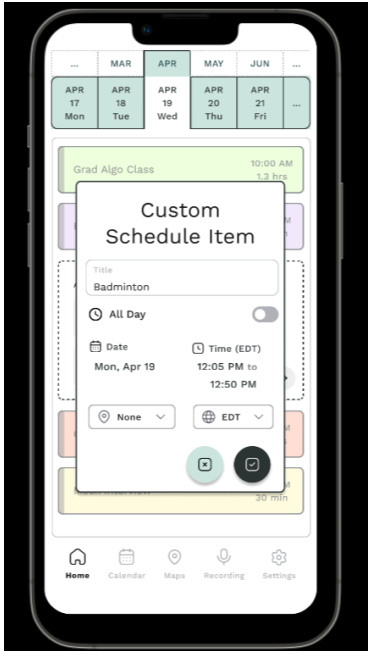 ... MAR APR MAY JUN ...
APR APR APR APR APR
17 18 19 20 21 ...
Mon Tue Wed Thu Fri
Grad Algo Class
10:00 AM
1.3 hrs
Custom
Schedule Item
Title
Badminton
All Day
Date
Mon, Apr 19
Time (EDT)
12:05 PM to
12:50 PM
None
EDT
30 min
Home Calendar Maps Recording Settings